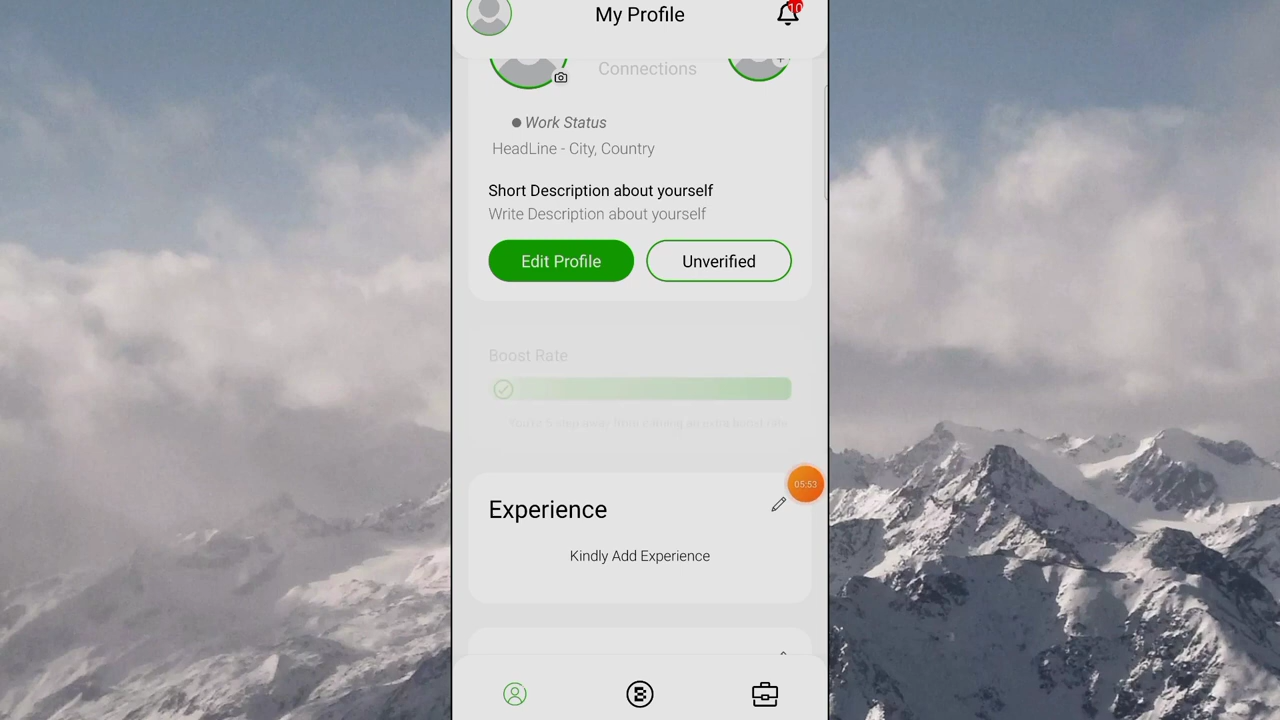 My Profile
10
Connections
Work Status
HeadLine - City, Country
Short Description about yourself
Write Description about yourself
Edit Profile
Unverified
Boost Rate
05:53
Experience
Kindly Add Experience